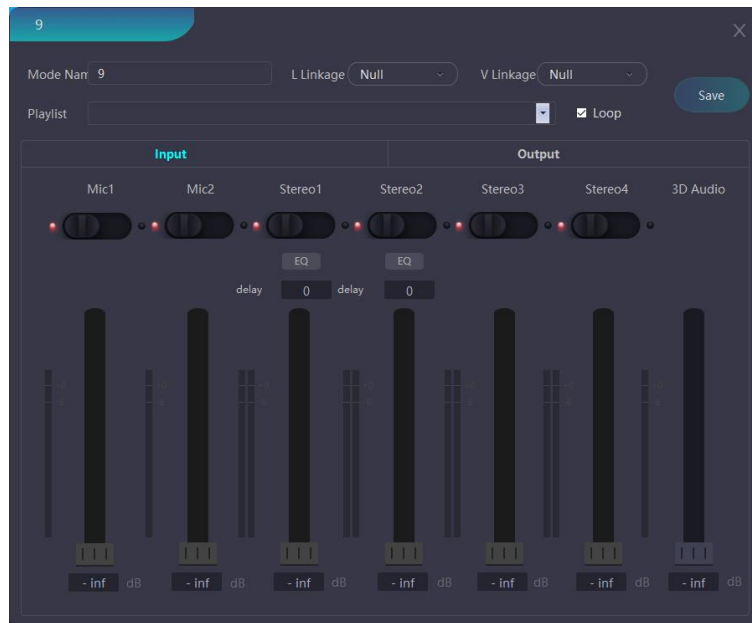 9
X
Mode Nam 9 L Linkage Null V Linkage Null
Save
Playlist Loop
Input Output
Mic1 Mic2 Stereo1 Stereo2 Stereo3 Stereo4 3D Audio
EQ EQ
delay 0 delay 0
- inf dB - inf dB - inf dB - inf dB - inf dB - inf dB - inf dB